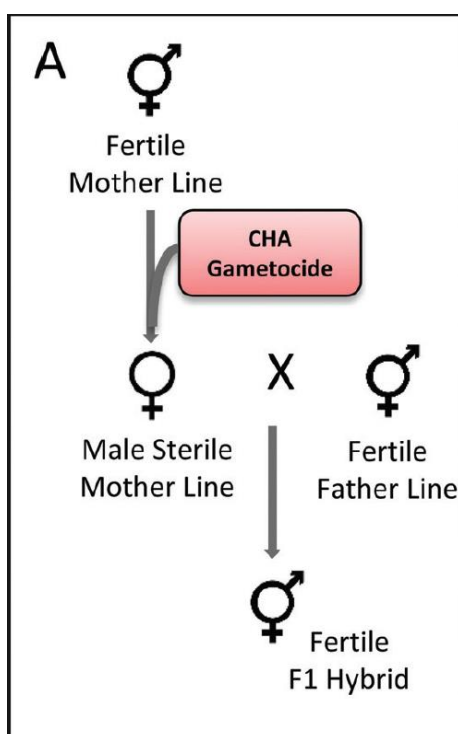 A
Fertile
Mother Line
CHA
Gametocide
X
Male Sterile
Mother Line
Fertile
Father Line
Fertile
F1 Hybrid